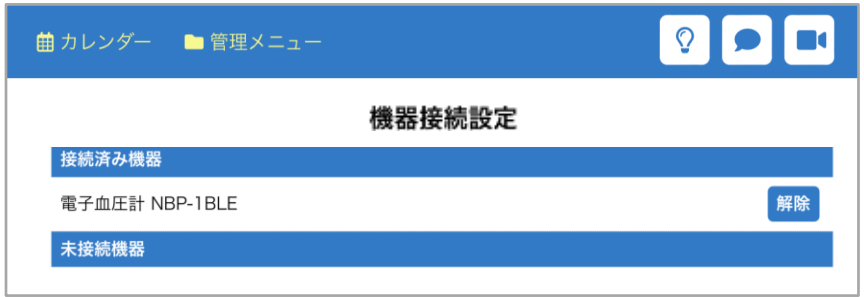 カレンダー 管理メニュー
機器接続設定
接続済み機器
電子血圧計 NBP-1BLE 解除
未接続機器